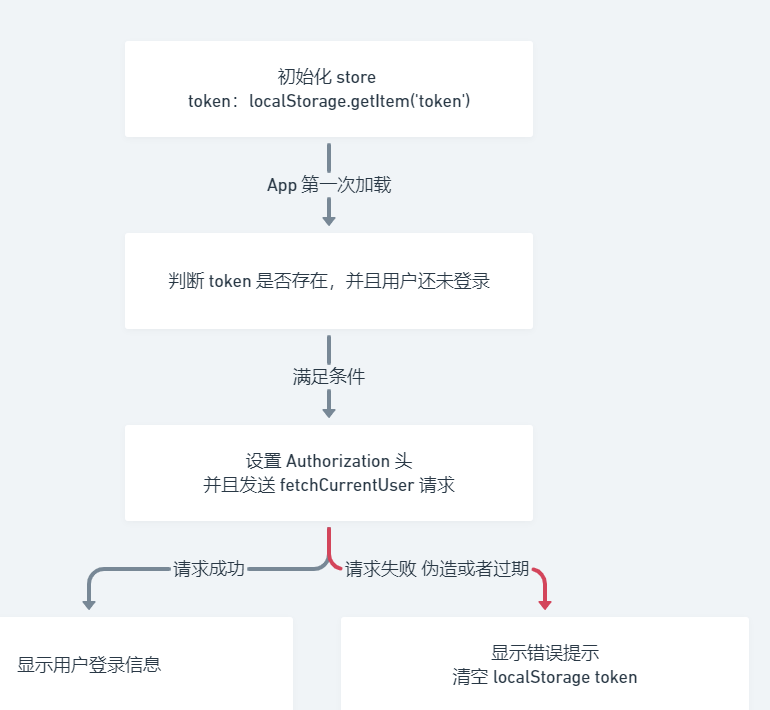 初始化 store
token：localStorage.getItem('token')
App 第一次加载
判断 token 是否存在，并且用户还未登录
满足条件
设置 Authorization 头
并且发送 fetchCurrentUser 请求
请求成功
请求失败 伪造或者过期
显示用户登录信息
显示错误提示
清空 localStorage token